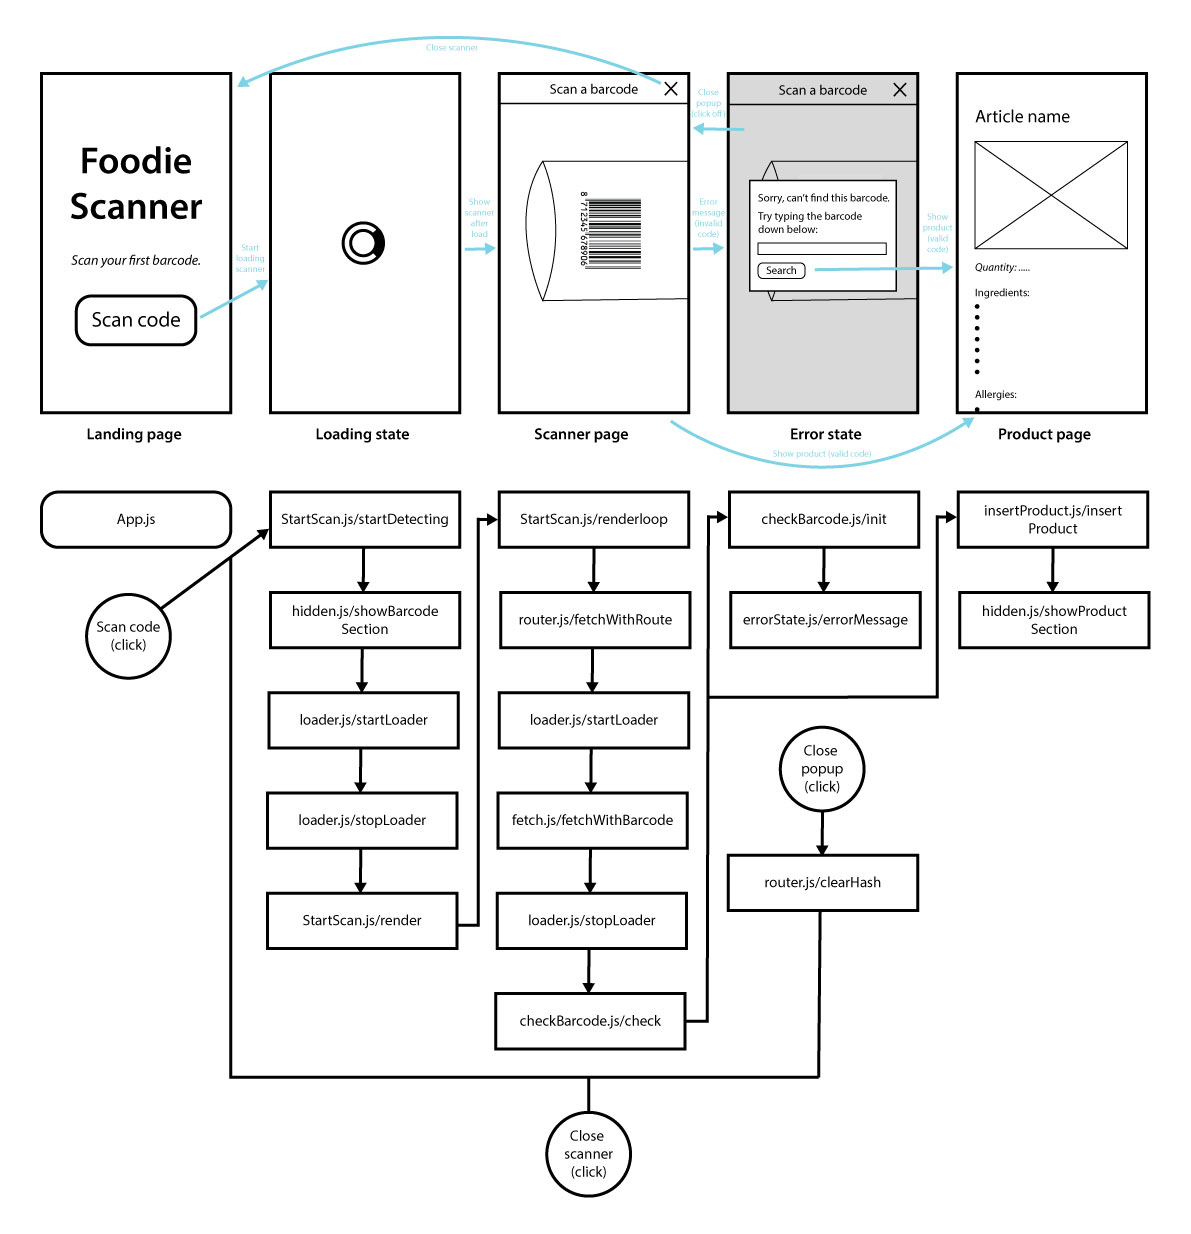 Close scanner
Foodie
Scanner
Scan your first barcode.
Scan code
Start
loading
scanner
Show
scanner
after
load
Scan a barcode
8 712345 678906
Close
popup
(click off)
Error
message
(invalid
code)
Scan a barcode
Sorry, can't find this barcode.
Try typing the barcode
down below:
Search
Show
product
(valid
code)
Article name
Quantity: .....
Ingredients:
Allergies:
Landing page
Loading state
Scanner page
Error state
Product page
Show product (valid code)
App.js
Scan code
(click)
StartScan.js/startDetecting
hidden.js/showBarcode
Section
loader.js/startLoader
loader.js/stopLoader
StartScan.js/render
StartScan.js/renderloop
router.js/fetchWithRoute
loader.js/startLoader
fetch.js/fetchWithBarcode
loader.js/stopLoader
checkBarcode.js/check
checkBarcode.js/init
errorState.js/errorMessage
Close
popup
(click)
router.js/clearHash
insertProduct.js/insert
Product
hidden.js/showProduct
Section
Close
scanner
(click)